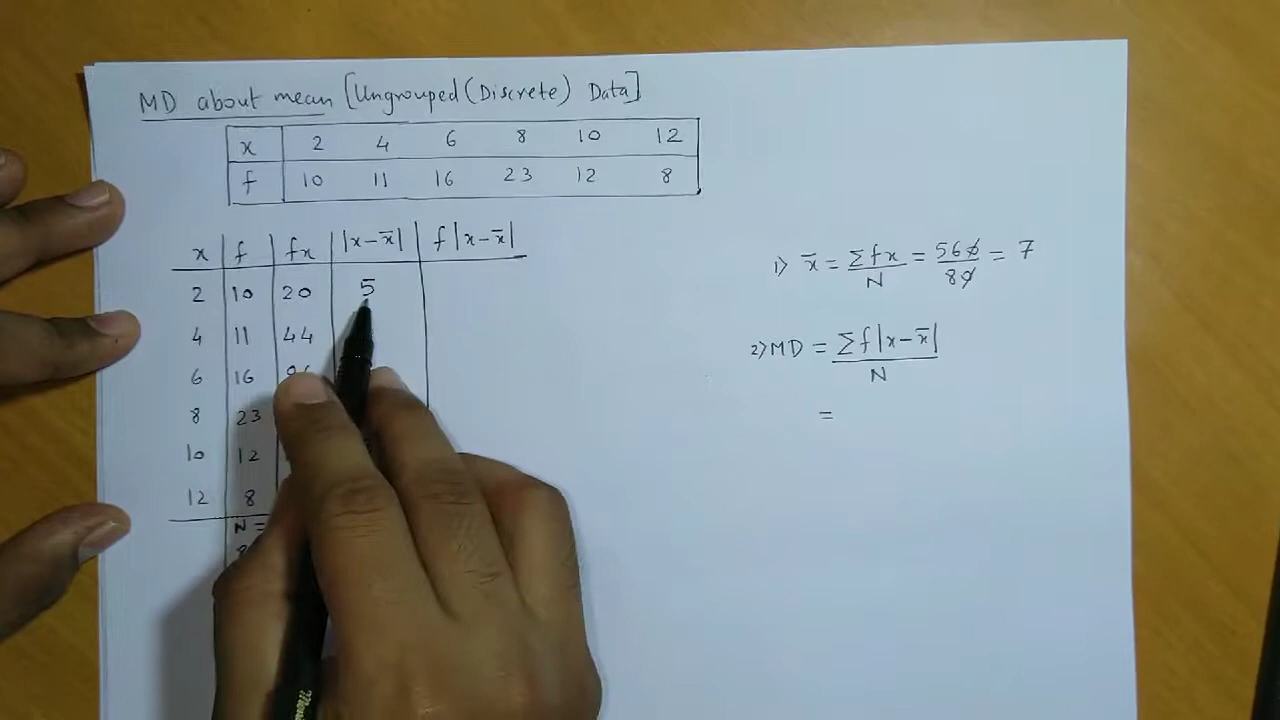 MD about mean [Ungrouped (Discrete) Data]
x 2 4 6 8 10 12
f 10 11 16 23 12 8
x f fx |x-x̄| f|x-x̄|
2 10 20 5
4 11 44
6 16
8 23
10 12
12 8
N =
1) x̄ = Σfx / N = 560 / 80 = 7
2) MD = Σf|x-x̄| / N
=